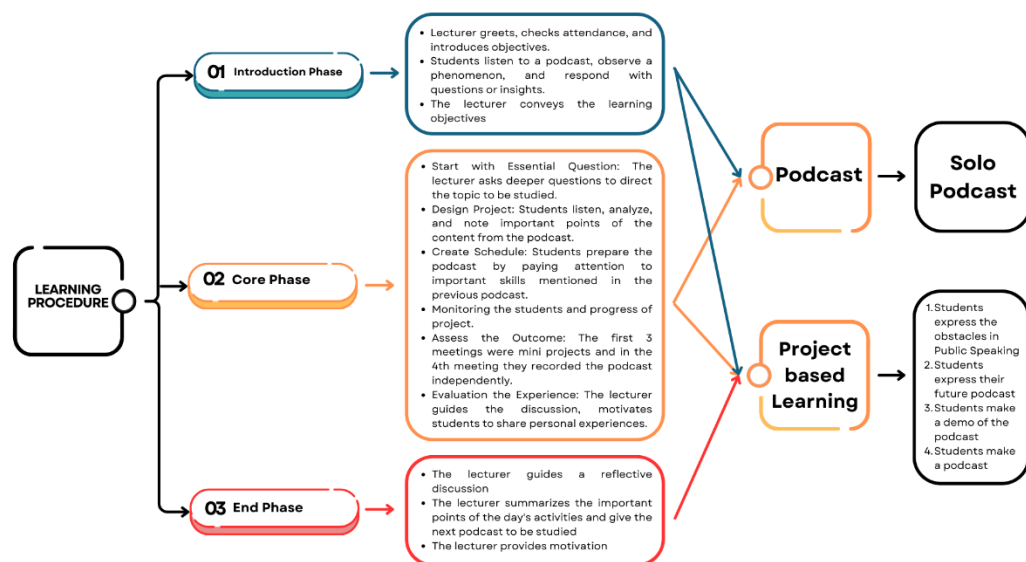 LEARNING
PROCEDURE
01 Introduction Phase
• Lecturer greets, checks attendance, and
introduces objectives.
• Students listen to a podcast, observe a
phenomenon, and respond with
questions or insights.
• The lecturer conveys the learning
objectives
02 Core Phase
• Start with Essential Question: The
lecturer asks deeper questions to direct
the topic to be studied.
• Design Project: Students listen, analyze,
and note important points of the
content from the podcast.
• Create Schedule: Students prepare the
podcast by paying attention to
important skills mentioned in the
previous podcast.
• Monitoring the students and progress of
project.
• Assess the Outcome: The first 3
meetings were mini projects and in the
4th meeting they recorded the podcast
independently.
• Evaluation the Experience: The lecturer
guides the discussion, motivates
students to share personal experiences.
03 End Phase
• The lecturer guides a reflective
discussion
• The lecturer summarizes the important
points of the day's activities and give the
next podcast to be studied
• The lecturer provides motivation
Podcast
Solo
Podcast
Project
based
Learning
1. Students
express the
obstacles in
Public Speaking
2. Students
express their
future podcast
3. Students make
a demo of the
podcast
4. Students make
a podcast